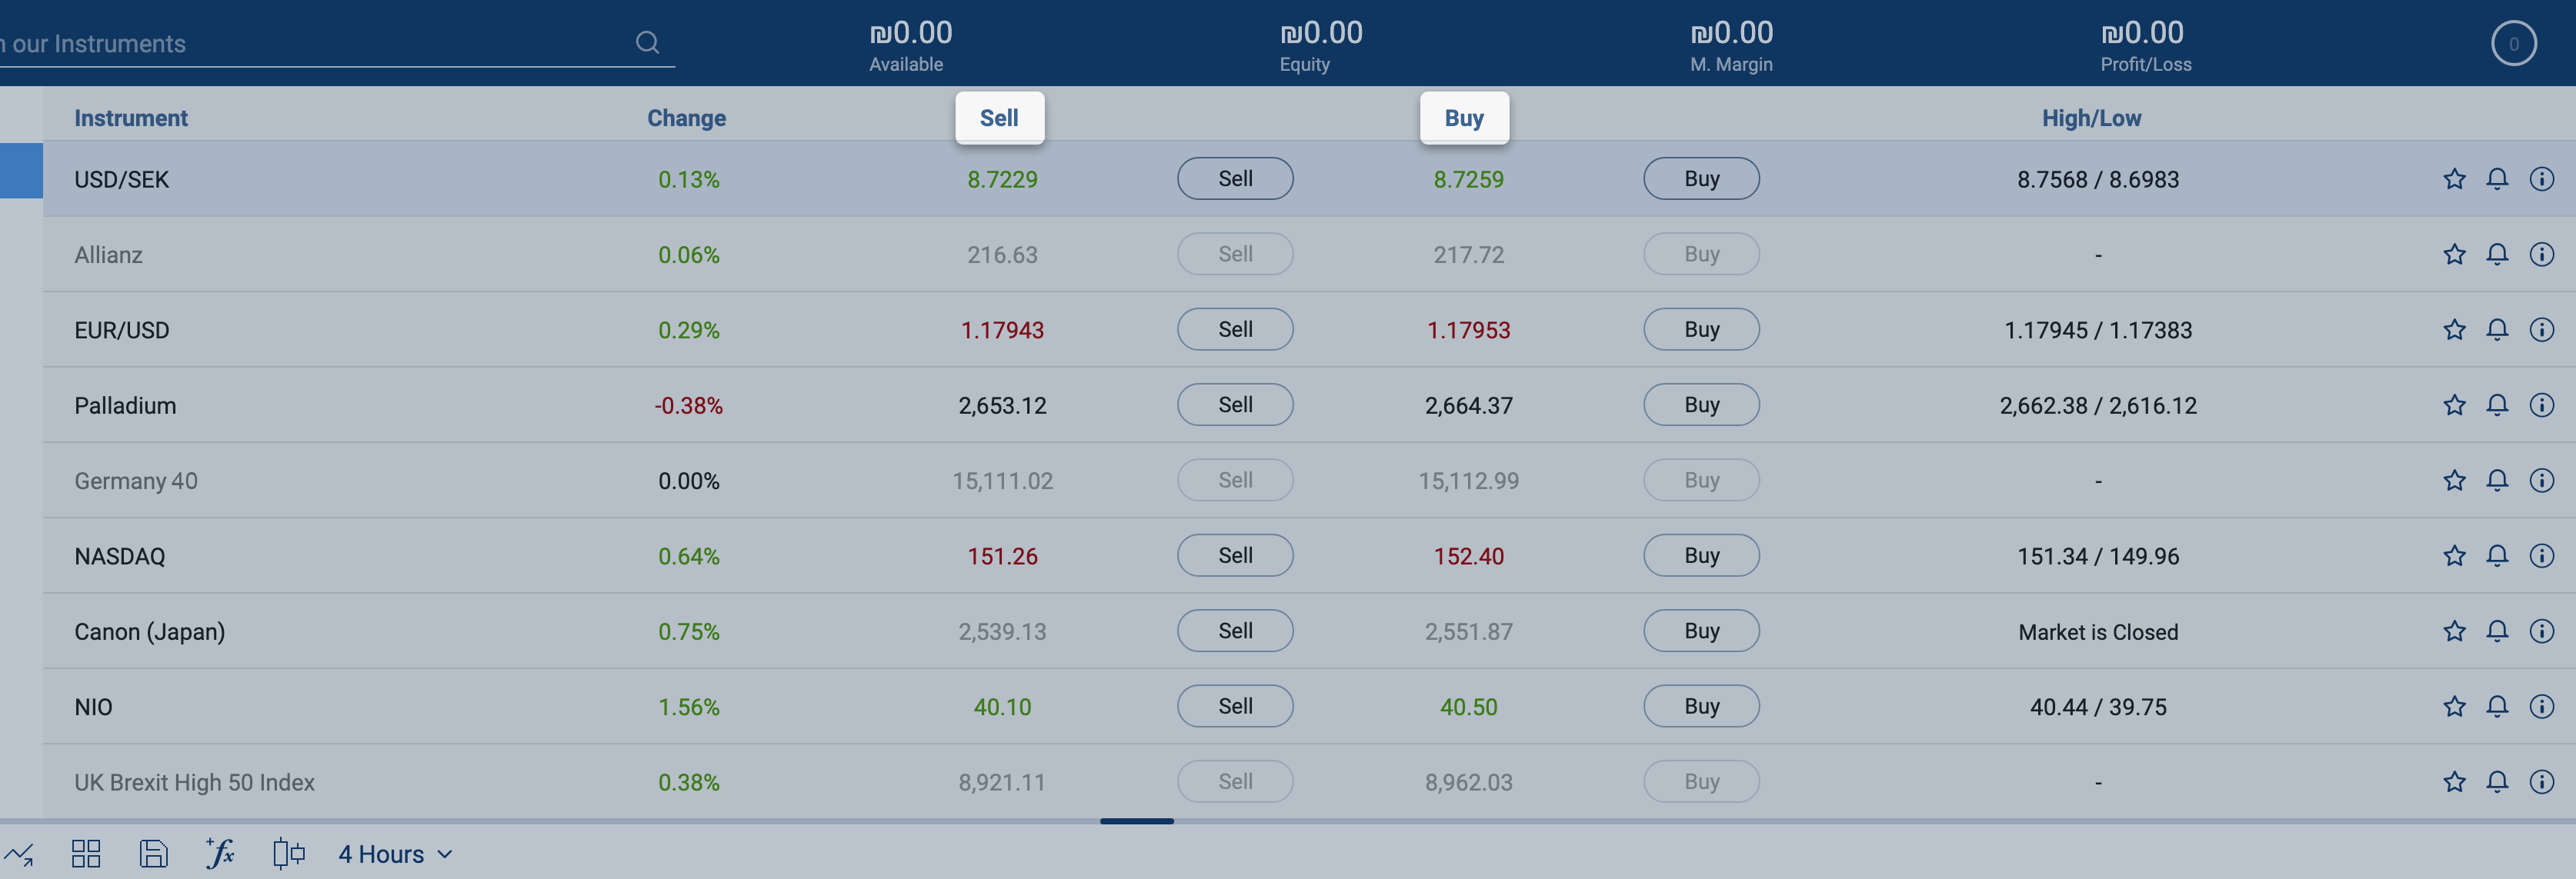 our Instruments
₪0.00 ₪0.00 ₪0.00 ₪0.00 0
Available Equity M. Margin Profit/Loss
Instrument Change Sell Buy High/Low
USD/SEK 0.13% 8.7229 Sell 8.7259 Buy 8.7568 / 8.6983
Allianz 0.06% 216.63 Sell 217.72 Buy -
EUR/USD 0.29% 1.17943 Sell 1.17953 Buy 1.17945 / 1.17383
Palladium -0.38% 2,653.12 Sell 2,664.37 Buy 2,662.38 / 2,616.12
Germany 40 0.00% 15,111.02 Sell 15,112.99 Buy -
NASDAQ 0.64% 151.26 Sell 152.40 Buy 151.34 / 149.96
Canon (Japan) 0.75% 2,539.13 Sell 2,551.87 Buy Market is Closed
NIO 1.56% 40.10 Sell 40.50 Buy 40.44 / 39.75
UK Brexit High 50 Index 0.38% 8,921.11 Sell 8,962.03 Buy -
+fx 4 Hours